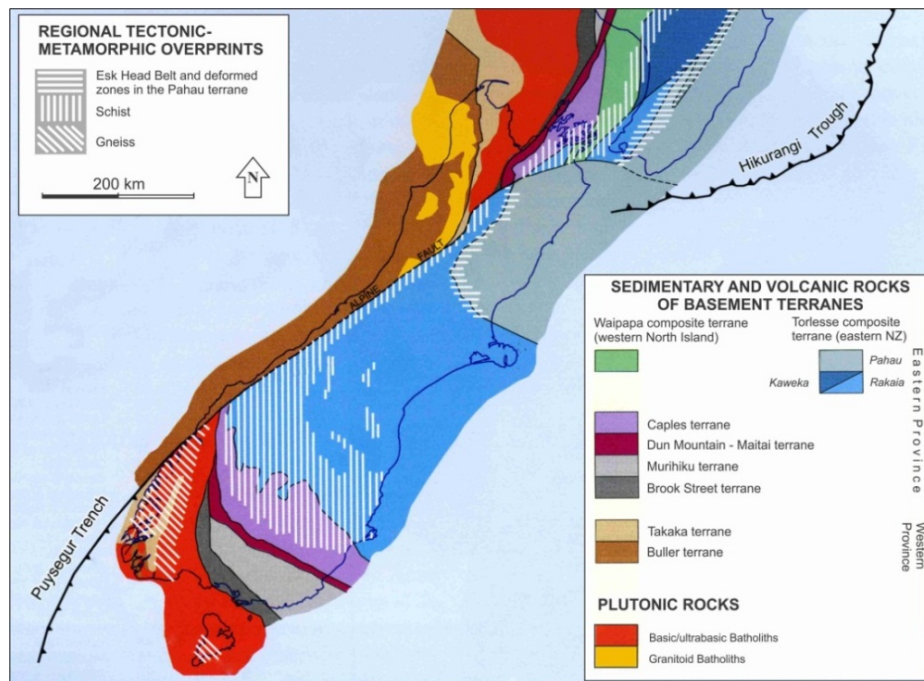 REGIONAL TECTONIC-
METAMORPHIC OVERPRINTS
Esk Head Belt and deformed
zones in the Pahau terrane
Schist
Gneiss
200 km
N
Hikurangi Trough
ALPINE FAULT
Puysegur Trench
SEDIMENTARY AND VOLCANIC ROCKS
OF BASEMENT TERRANES
Waipapa composite terrane
(western North Island)
Torlesse composite
terrane (eastern NZ)
Pahau
Kaweka
Rakaia
Caples terrane
Dun Mountain - Maitai terrane
Murihiku terrane
Brook Street terrane
Eastern Province
Takaka terrane
Buller terrane
Western
Province
PLUTONIC ROCKS
Basic/ultrabasic Batholiths
Granitoid Batholiths